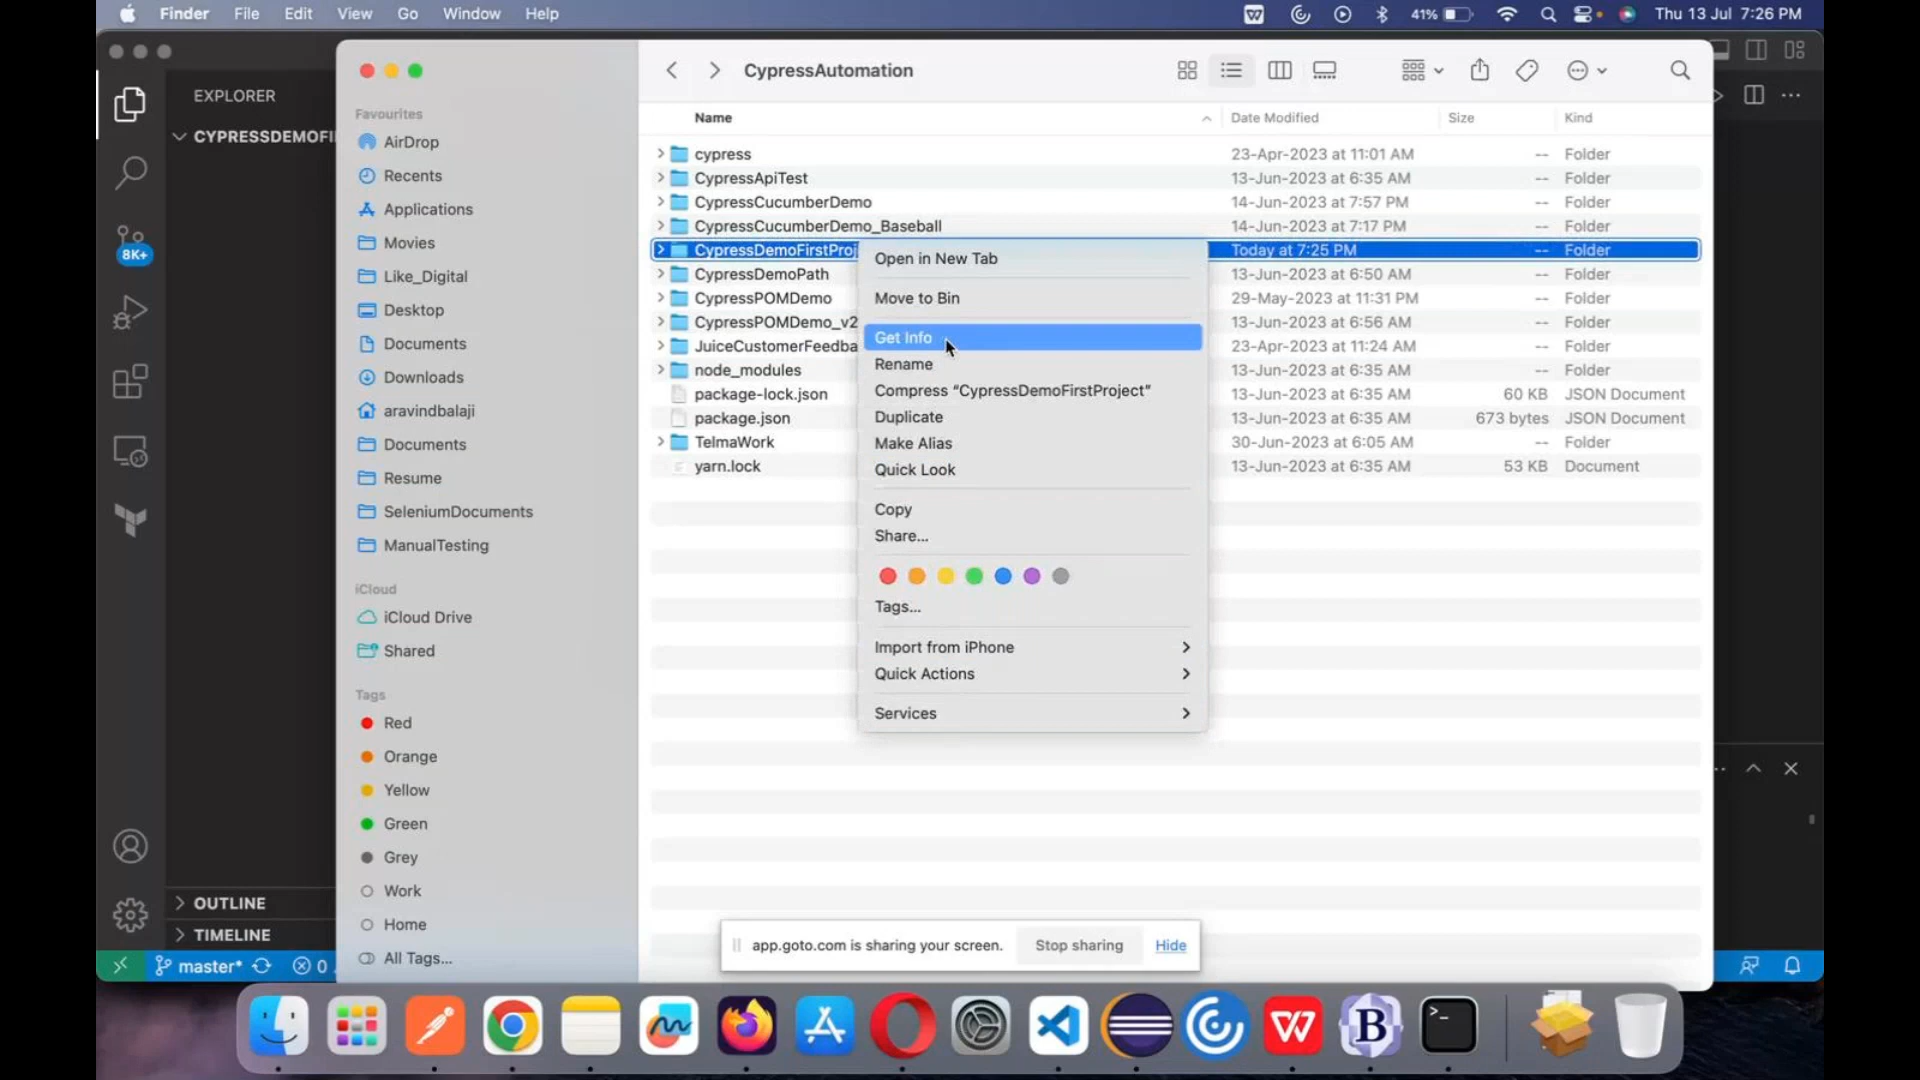 Finder File Edit View Go Window Help
41% Thu 13 Jul 7:26 PM
EXPLORER
CYPRESSDEMOFI
8K+
OUTLINE
TIMELINE
master* 0
Favourites
AirDrop
Recents
Applications
Movies
Like_Digital
Desktop
Documents
Downloads
aravindbalaji
Documents
Resume
SeleniumDocuments
ManualTesting
iCloud
iCloud Drive
Shared
Tags
Red
Orange
Yellow
Green
Grey
Work
Home
All Tags...
CypressAutomation
Name Date Modified Size Kind
cypress 23-Apr-2023 at 11:01 AM -- Folder
CypressApiTest 13-Jun-2023 at 6:35 AM -- Folder
CypressCucumberDemo 14-Jun-2023 at 7:57 PM -- Folder
CypressCucumberDemo_Baseball 14-Jun-2023 at 7:17 PM -- Folder
CypressDemoFirstProj Today at 7:25 PM -- Folder
CypressDemoPath 13-Jun-2023 at 6:50 AM -- Folder
CypressPOMDemo 29-May-2023 at 11:31 PM -- Folder
CypressPOMDemo_v2 13-Jun-2023 at 6:56 AM -- Folder
JuiceCustomerFeedba 23-Apr-2023 at 11:24 AM -- Folder
node_modules 13-Jun-2023 at 6:35 AM -- Folder
package-lock.json 13-Jun-2023 at 6:35 AM 60 KB JSON Document
package.json 13-Jun-2023 at 6:35 AM 673 bytes JSON Document
TelmaWork 30-Jun-2023 at 6:05 AM -- Folder
yarn.lock 13-Jun-2023 at 6:35 AM 53 KB Document
Open in New Tab
Move to Bin
Get Info
Rename
Compress “CypressDemoFirstProject”
Duplicate
Make Alias
Quick Look
Copy
Share...
Tags...
Import from iPhone
Quick Actions
Services
app.goto.com is sharing your screen. Stop sharing Hide